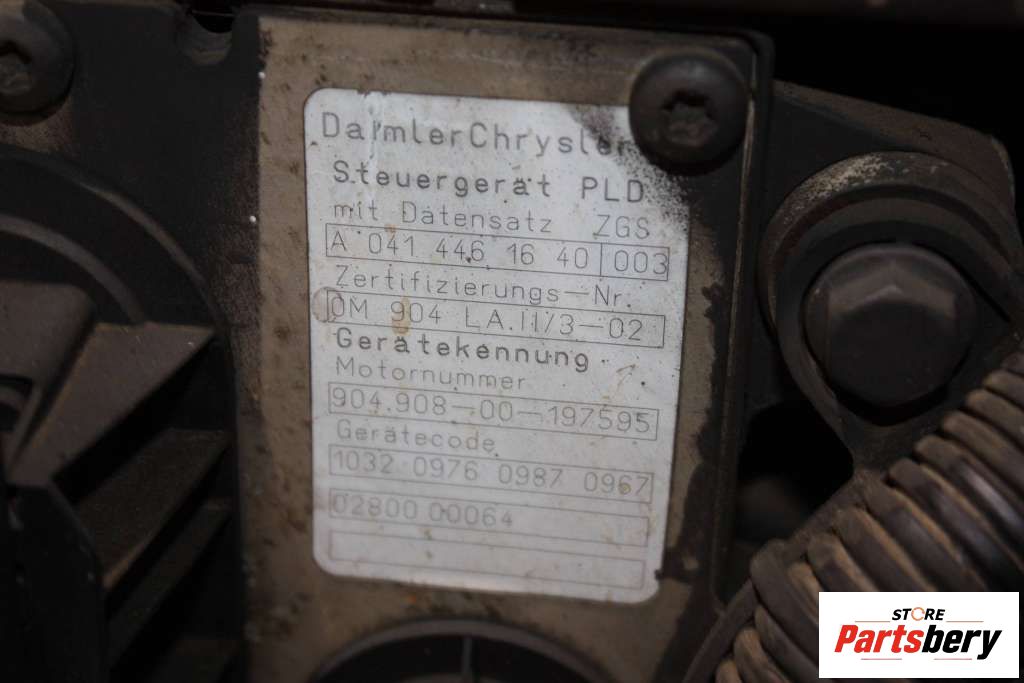 DaimlerChrysler
Steuergerät PLD
mit Datensatz ZGS
A 041 446 16 40 003
Zertifizierungs-Nr.
OM 904 LA.II/3-02
Gerätekennung
Motornummer
904.908-00-197595
Gerätecode
1032 0976 0987 0967
02800 00064
STORE
Partsbery